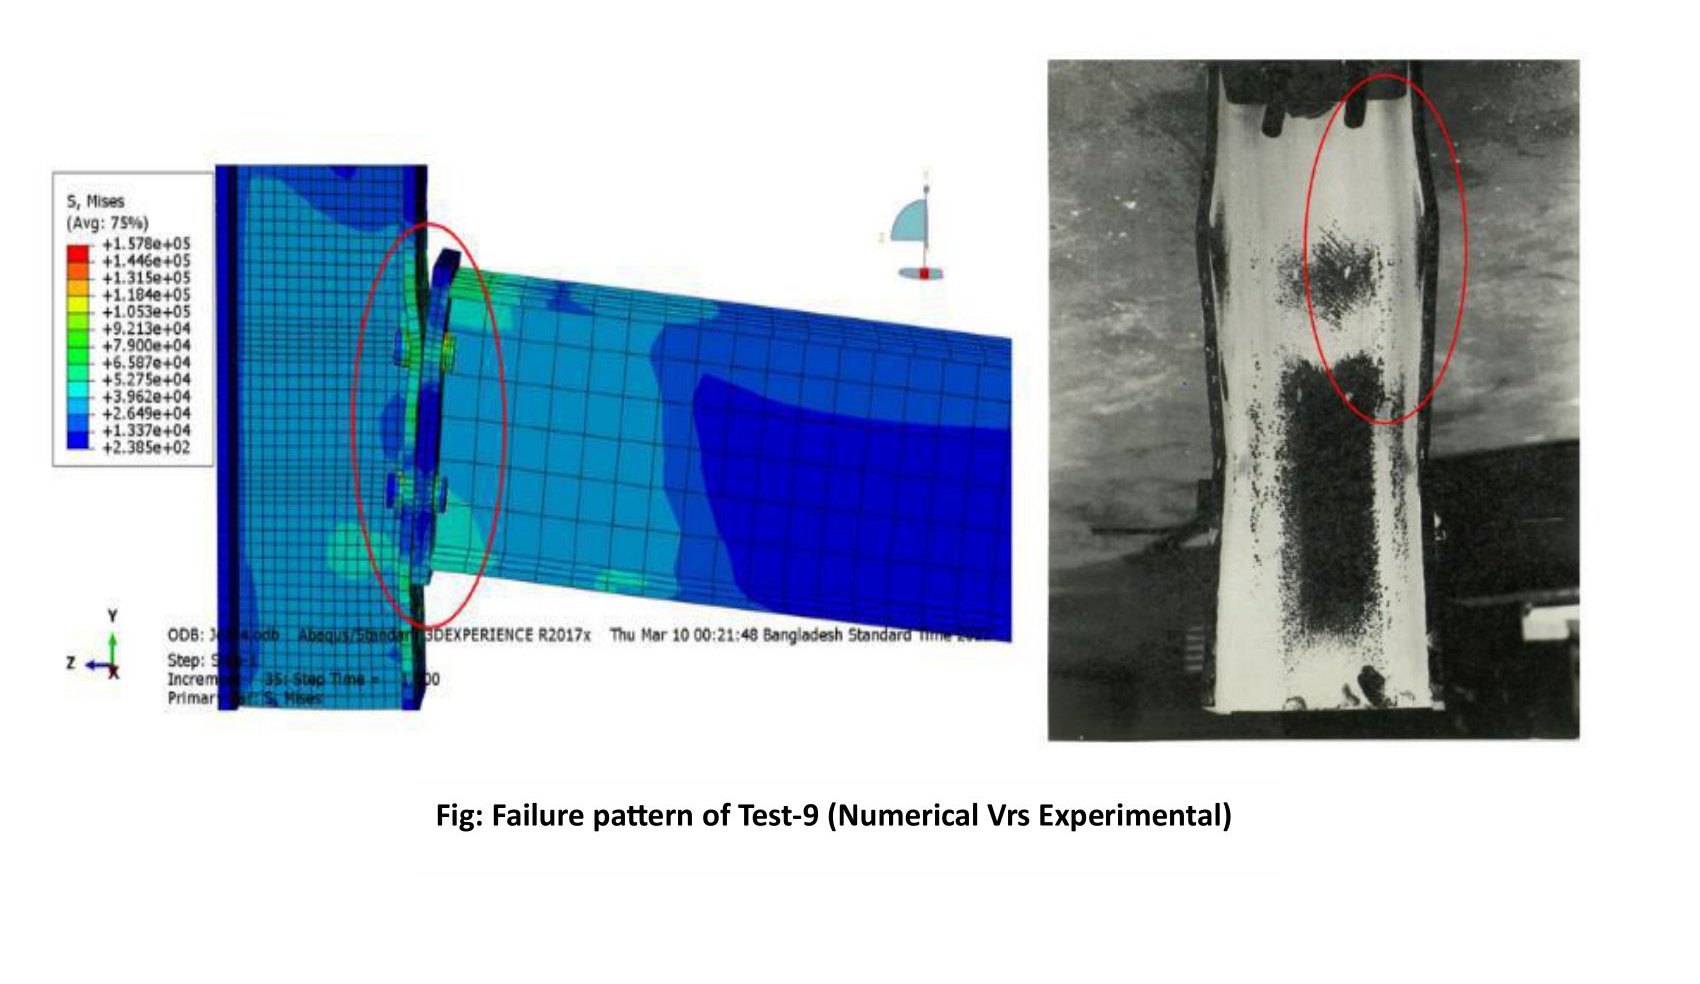 S, Mises
(Avg: 75%)
+1.578e+05
+1.446e+05
+1.315e+05
+1.184e+05
+1.053e+05
+9.213e+04
+7.900e+04
+6.587e+04
+5.275e+04
+3.962e+04
+2.649e+04
+1.337e+04
+2.385e+02
Y
Z
X
ODB: Abaqus/Standard 3DEXPERIENCE R2017x Thu Mar 10 00:21:48 Bangladesh Standard Time
Step:
Increm 35: Step Time =
Primar S, Mises
Fig: Failure pattern of Test-9 (Numerical Vrs Experimental)